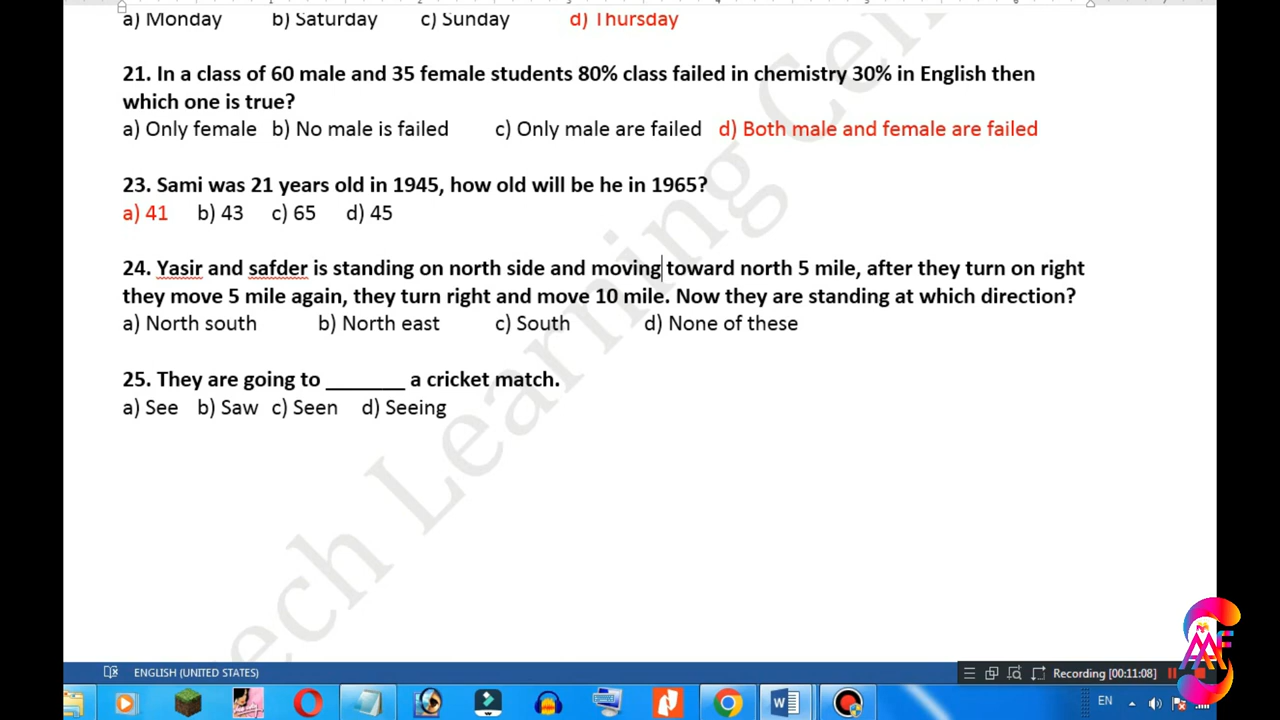 a) Monday b) Saturday c) Sunday d) Thursday
21. In a class of 60 male and 35 female students 80% class failed in chemistry 30% in English then
which one is true?
a) Only female b) No male is failed c) Only male are failed d) Both male and female are failed
23. Sami was 21 years old in 1945, how old will be he in 1965?
a) 41 b) 43 c) 65 d) 45
24. Yasir and safder is standing on north side and moving toward north 5 mile, after they turn on right
they move 5 mile again, they turn right and move 10 mile. Now they are standing at which direction?
a) North south b) North east c) South d) None of these
25. They are going to _______ a cricket match.
a) See b) Saw c) Seen d) Seeing
ech Learning Cen
ENGLISH (UNITED STATES)
Recording [00:11:08]
EN